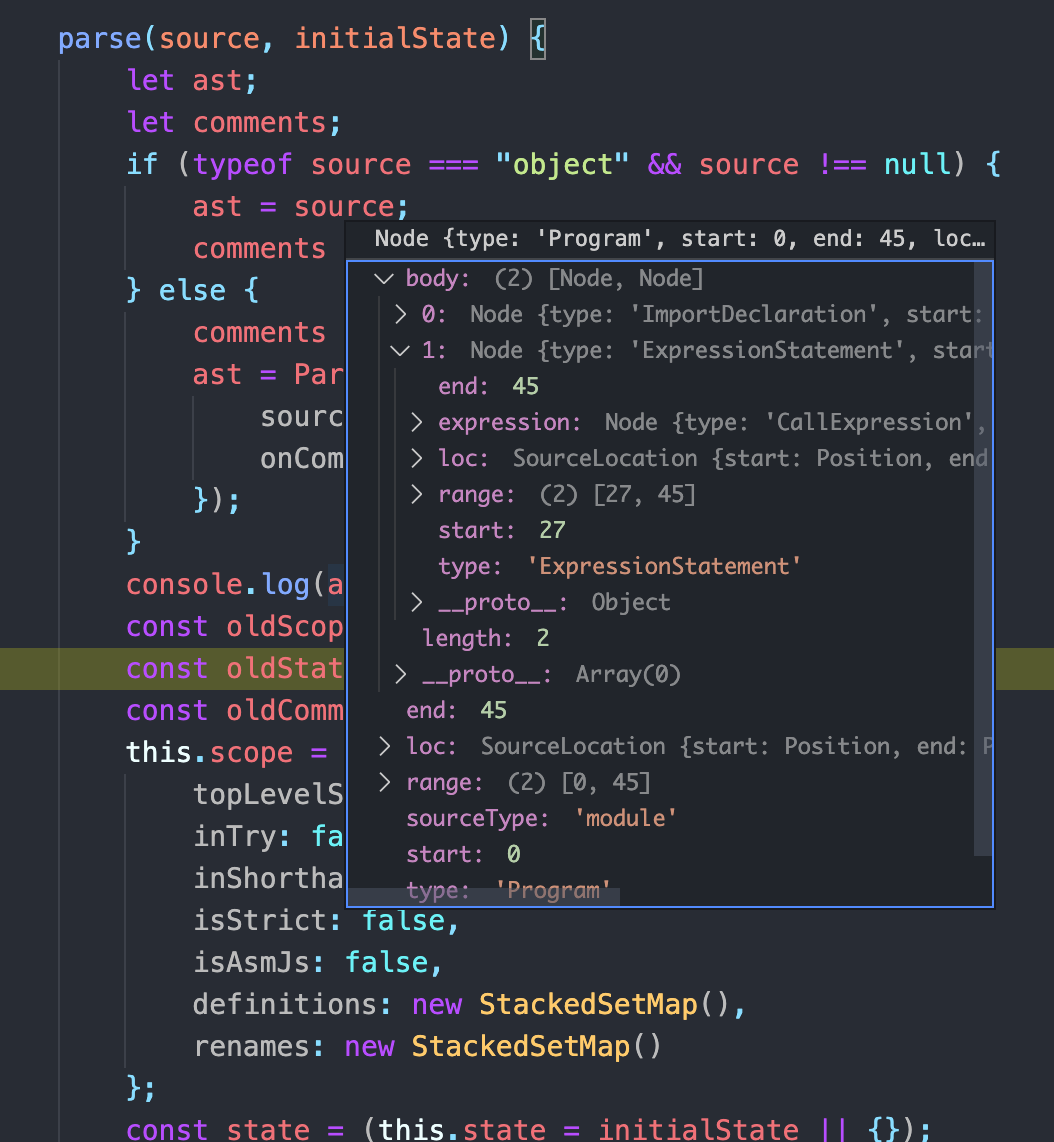 parse(source, initialState) {
let ast;
let comments;
if (typeof source === "object" && source !== null) {
ast = source;
comments
} else {
comments
ast = Par
sourc
onCom
});
}
console.log(a
const oldScop
const oldStat
const oldComm
this.scope =
topLevelS
inTry: fa
inShortha
isStrict: false,
isAsmJs: false,
definitions: new StackedSetMap(),
renames: new StackedSetMap()
};
const state = (this.state = initialState || {});
Node {type: 'Program', start: 0, end: 45, loc…
body: (2) [Node, Node]
0: Node {type: 'ImportDeclaration', start:
1: Node {type: 'ExpressionStatement', start
end: 45
expression: Node {type: 'CallExpression',
loc: SourceLocation {start: Position, end
range: (2) [27, 45]
start: 27
type: 'ExpressionStatement'
__proto__: Object
length: 2
__proto__: Array(0)
end: 45
loc: SourceLocation {start: Position, end: P
range: (2) [0, 45]
sourceType: 'module'
start: 0
type: 'Program'